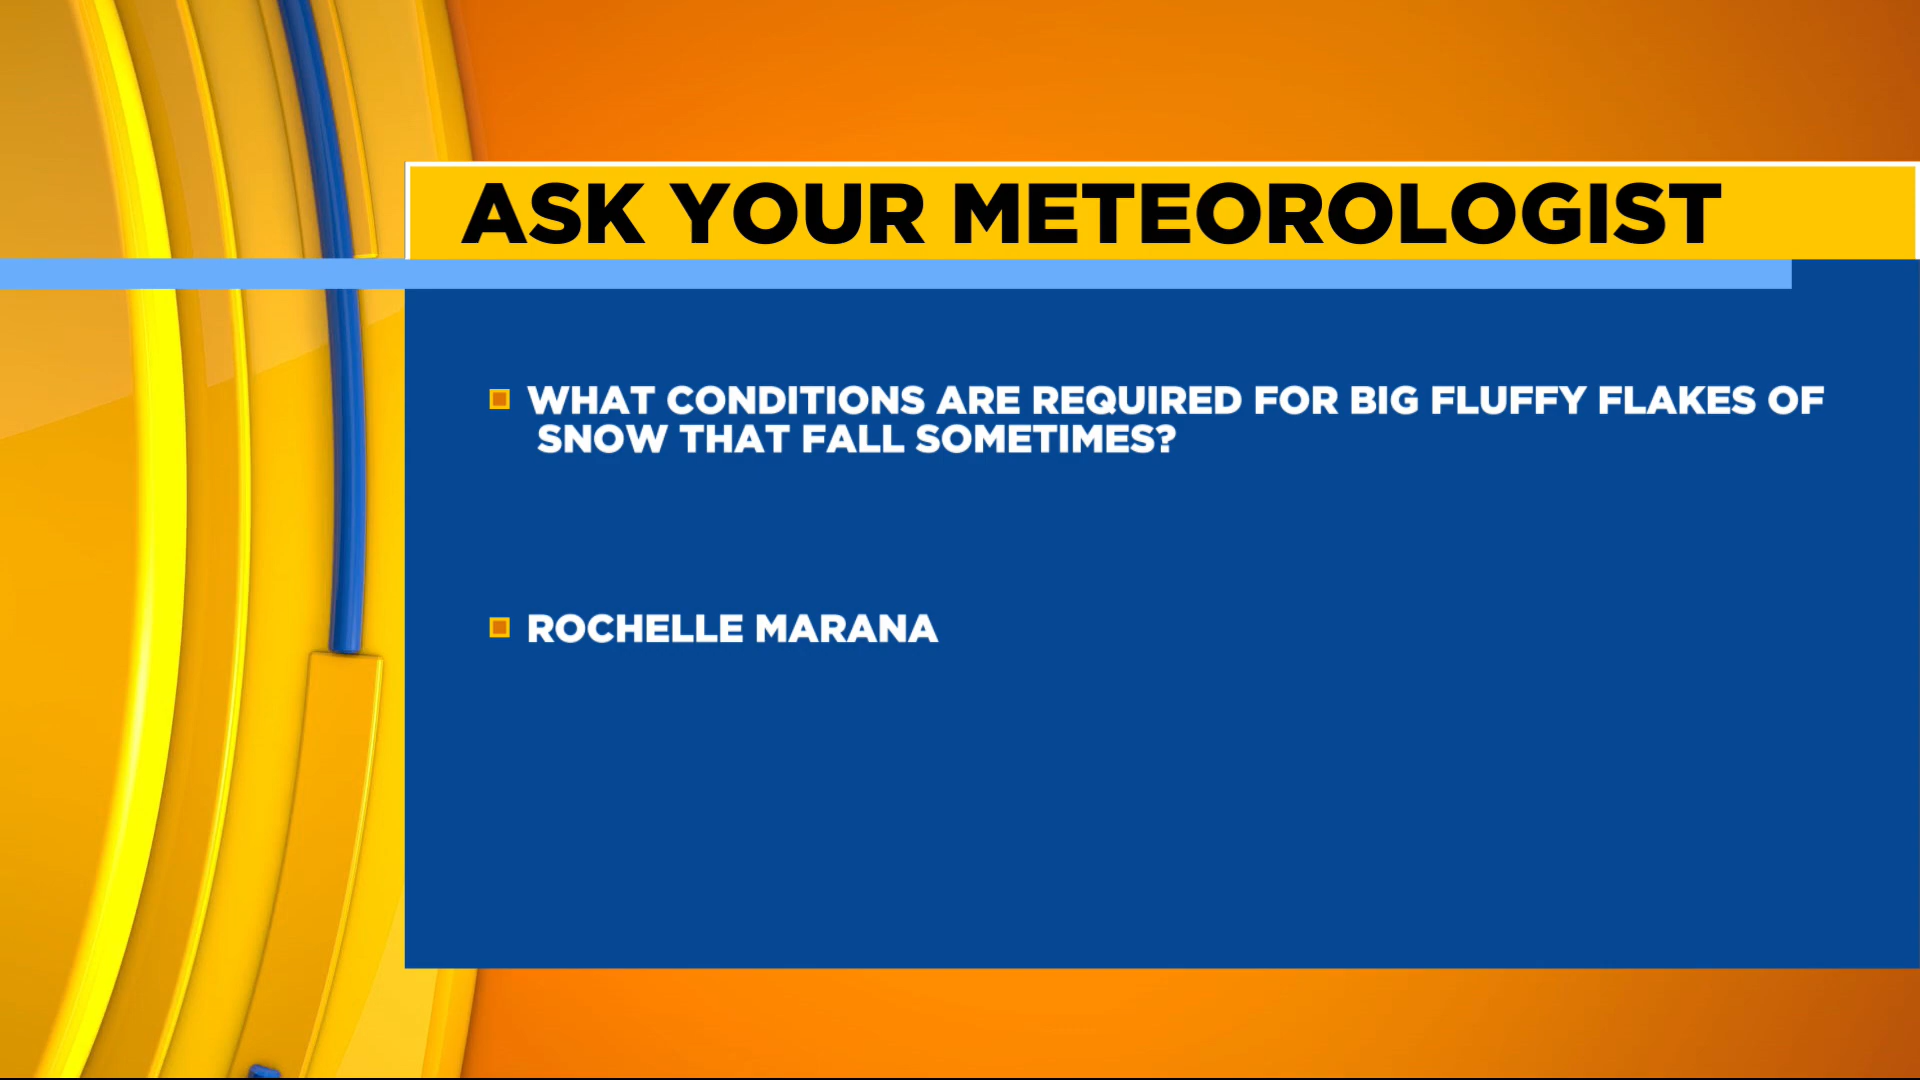 ASK YOUR METEOROLOGIST
WHAT CONDITIONS ARE REQUIRED FOR BIG FLUFFY FLAKES OF
SNOW THAT FALL SOMETIMES?
ROCHELLE MARANA